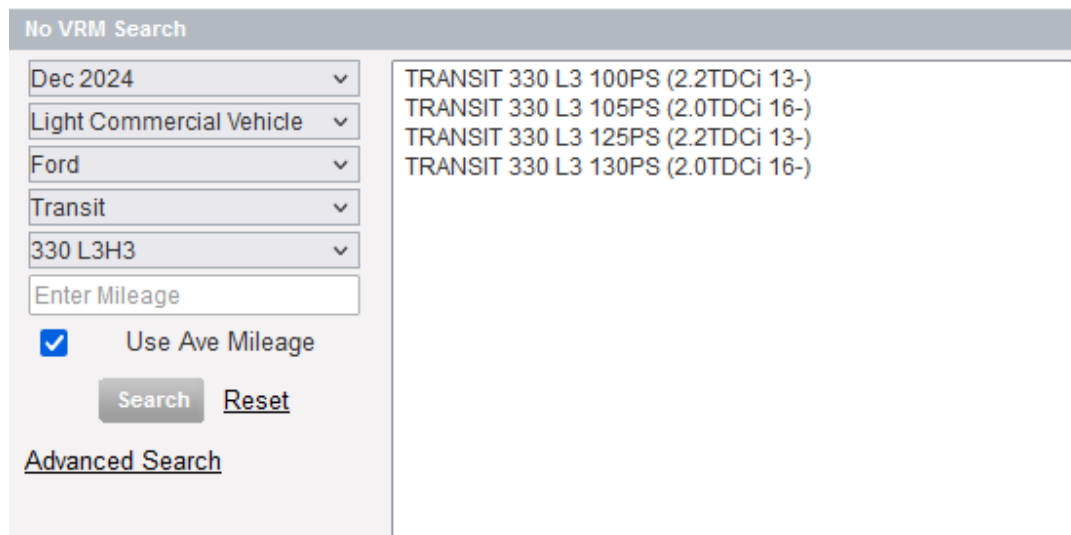 No VRM Search
Dec 2024
Light Commercial Vehicle
Ford
Transit
330 L3H3
Enter Mileage
Use Ave Mileage
Search Reset
Advanced Search
TRANSIT 330 L3 100PS (2.2TDCi 13-)
TRANSIT 330 L3 105PS (2.0TDCi 16-)
TRANSIT 330 L3 125PS (2.2TDCi 13-)
TRANSIT 330 L3 130PS (2.0TDCi 16-)